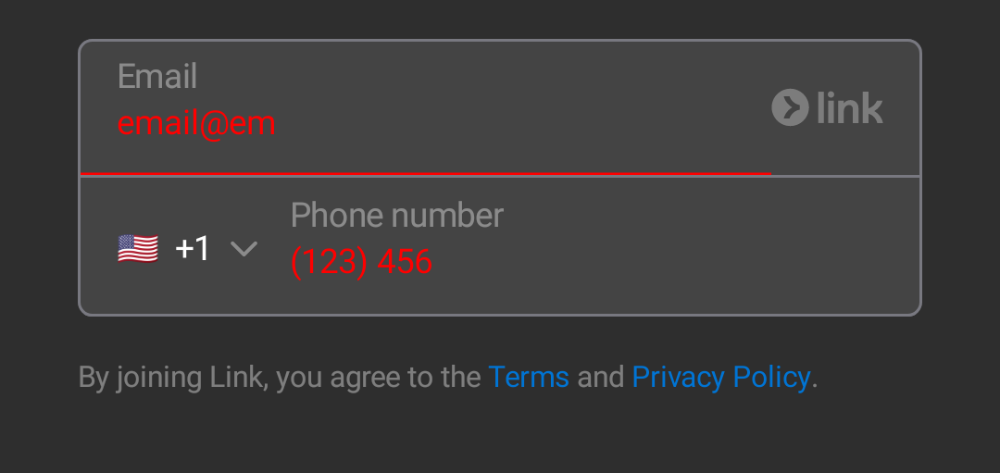 Email
email@em
link
Phone number
🇺🇸 +1
(123) 456
By joining Link, you agree to the Terms and Privacy Policy.